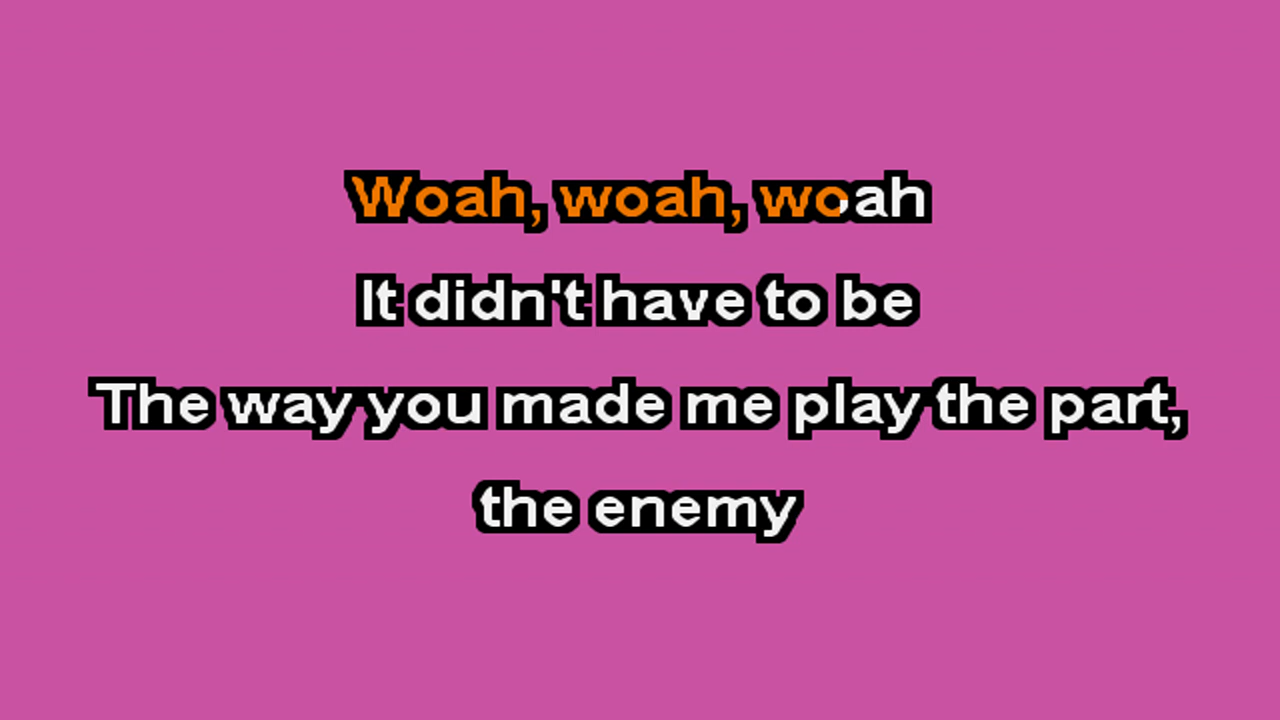 Woah, woah, woah
It didn't have to be
The way you made me play the part,
the enemy